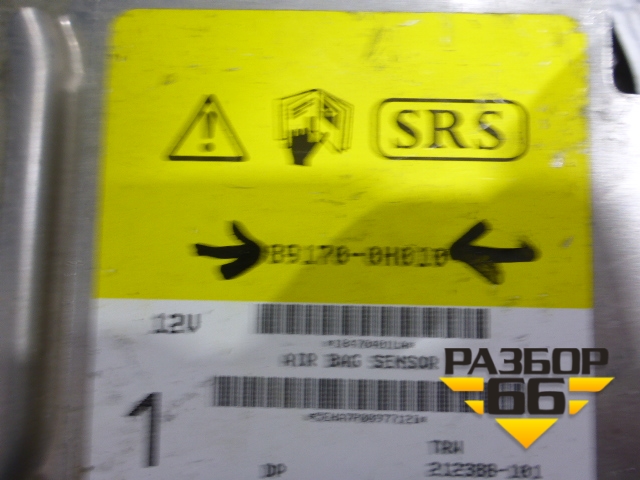 SRS
89170-0H010
12V
AIR BAG SENSOR
РАЗБОР
66
1
TRW
DP
212388-101